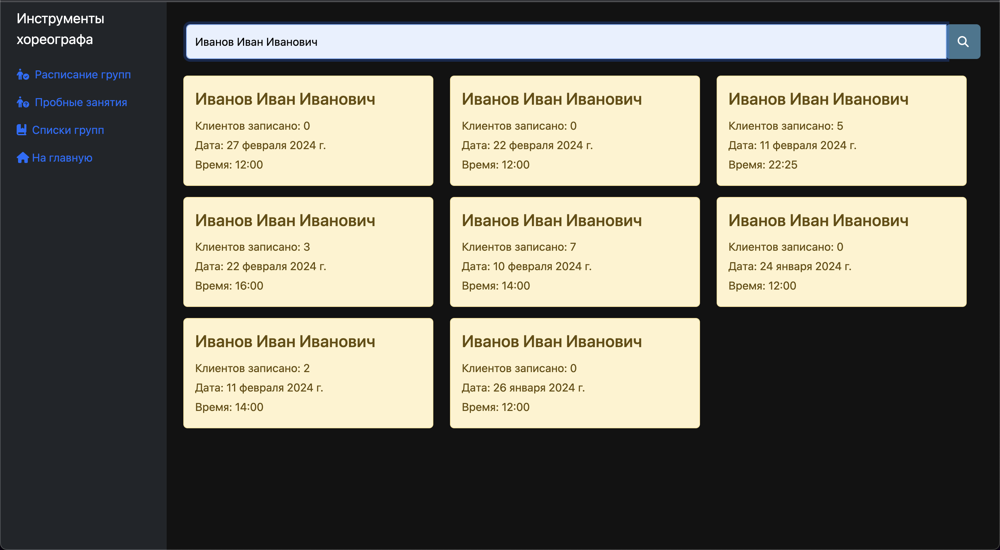 Инструменты
хореографа
Расписание групп
Пробные занятия
Списки групп
На главную
Иванов Иван Иванович
Иванов Иван Иванович
Клиентов записано: 0
Дата: 27 февраля 2024 г.
Время: 12:00
Иванов Иван Иванович
Клиентов записано: 0
Дата: 22 февраля 2024 г.
Время: 12:00
Иванов Иван Иванович
Клиентов записано: 5
Дата: 11 февраля 2024 г.
Время: 22:25
Иванов Иван Иванович
Клиентов записано: 3
Дата: 22 февраля 2024 г.
Время: 16:00
Иванов Иван Иванович
Клиентов записано: 7
Дата: 10 февраля 2024 г.
Время: 14:00
Иванов Иван Иванович
Клиентов записано: 0
Дата: 24 января 2024 г.
Время: 12:00
Иванов Иван Иванович
Клиентов записано: 2
Дата: 11 февраля 2024 г.
Время: 14:00
Иванов Иван Иванович
Клиентов записано: 0
Дата: 26 января 2024 г.
Время: 12:00